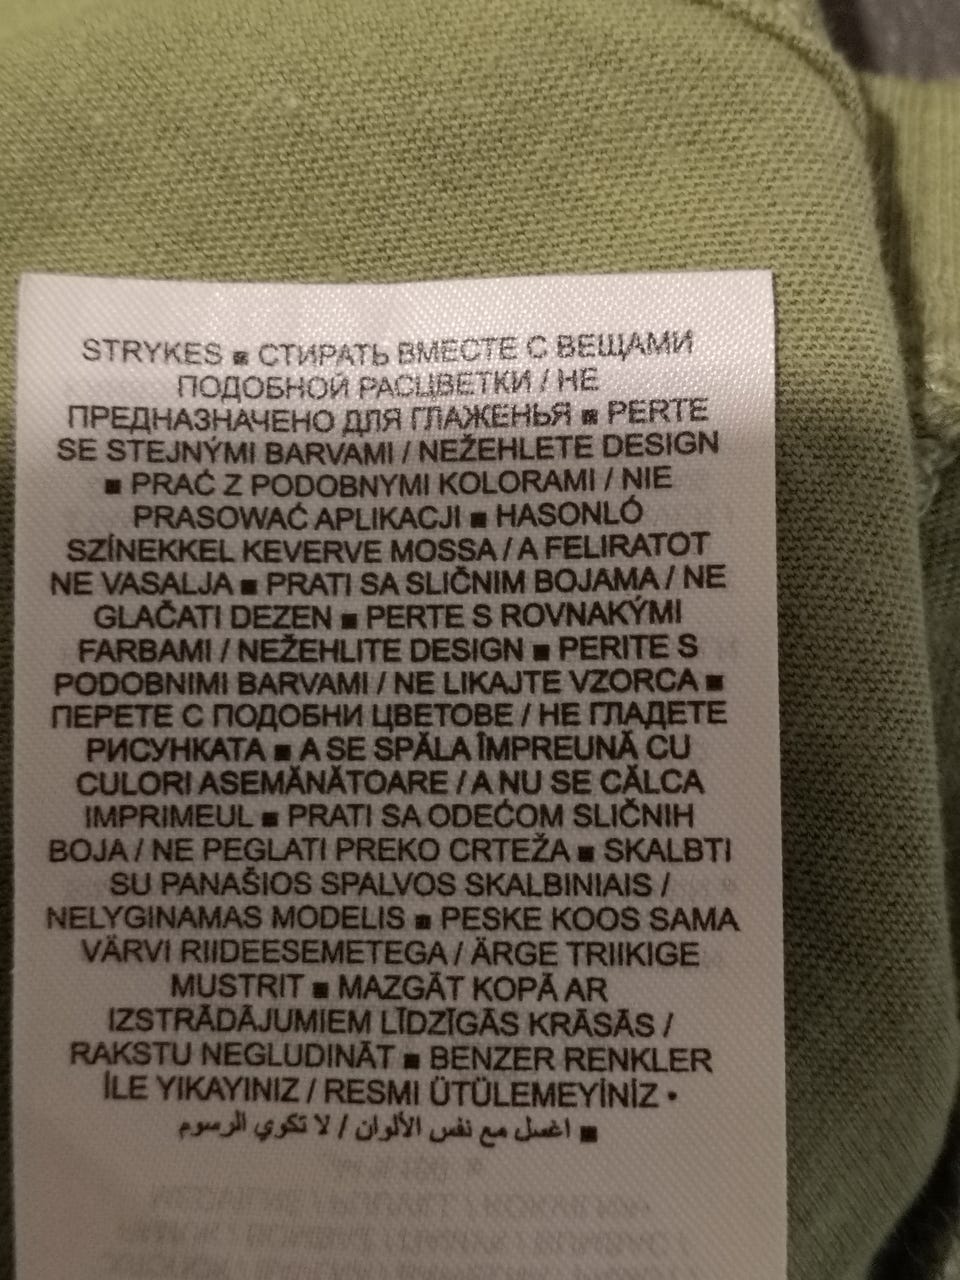 STRYKES ■ СТИРАТЬ ВМЕСТЕ С ВЕЩАМИ
ПОДОБНОЙ РАСЦВЕТКИ / НЕ
ПРЕДНАЗНАЧЕНО ДЛЯ ГЛАЖЕНЬЯ ■ PERTE
SE STEJNÝMI BARVAMI / NEŽEHLETE DESIGN
■ PRAĆ Z PODOBNYMI KOLORAMI / NIE
PRASOWAĆ APLIKACJI ■ HASONLÓ
SZÍNEKKEL KEVERVE MOSSA / A FELIRATOT
NE VASALJA ■ PRATI SA SLIČNIM BOJAMA / NE
GLAČATI DEZEN ■ PERTE S ROVNAKÝMI
FARBAMI / NEŽEHLITE DESIGN ■ PERITE S
PODOBNIMI BARVAMI / NE LIKAJTE VZORCA ■
ПЕРЕТЕ С ПОДОБНИ ЦВЕТОВЕ / НЕ ГЛАДЕТЕ
РИСУНКАТА ■ A SE SPĂLA ÎMPREUNĂ CU
CULORI ASEMĂNĂTOARE / A NU SE CĂLCA
IMPRIMEUL ■ PRATI SA ODEĆOM SLIČNIH
BOJA / NE PEGLATI PREKO CRTEŽA ■ SKALBTI
SU PANAŠIOS SPALVOS SKALBINIAIS /
NELYGINAMAS MODELIS ■ PESKE KOOS SAMA
VÄRVI RIIDEESEMETEGA / ÄRGE TRIIKIGE
MUSTRIT ■ MAZGĀT KOPĀ AR
IZSTRĀDĀJUMIEM LĪDZĪGĀS KRĀSĀS /
RAKSTU NEGLUDINĀT ■ BENZER RENKLER
İLE YIKAYINIZ / RESMI ÜTÜLEMEYİNİZ •
■ اغسل مع نفس الألوان / لا تكوي الرسوم